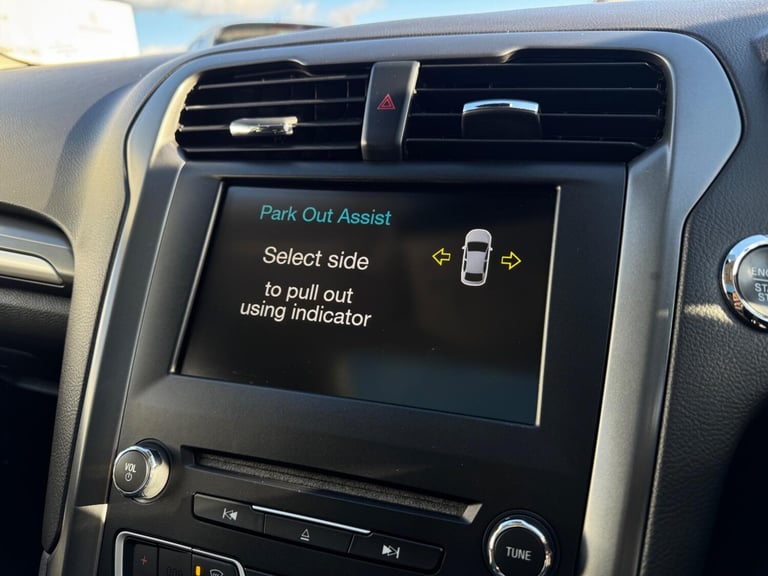 Park Out Assist
Select side
to pull out
using indicator
VOL
TUNE